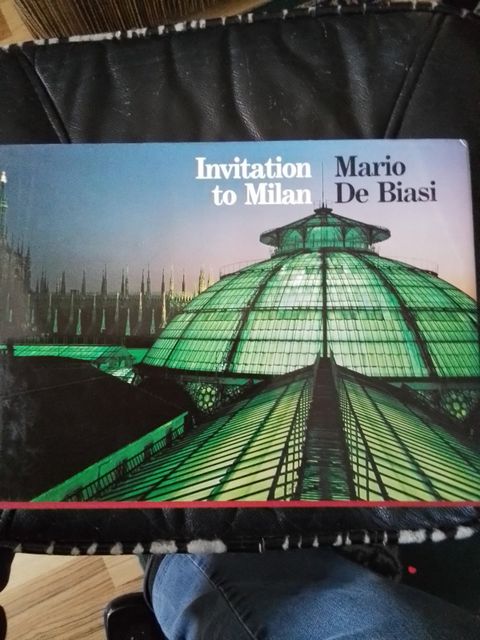 Invitation
to Milan
Mario
De Biasi